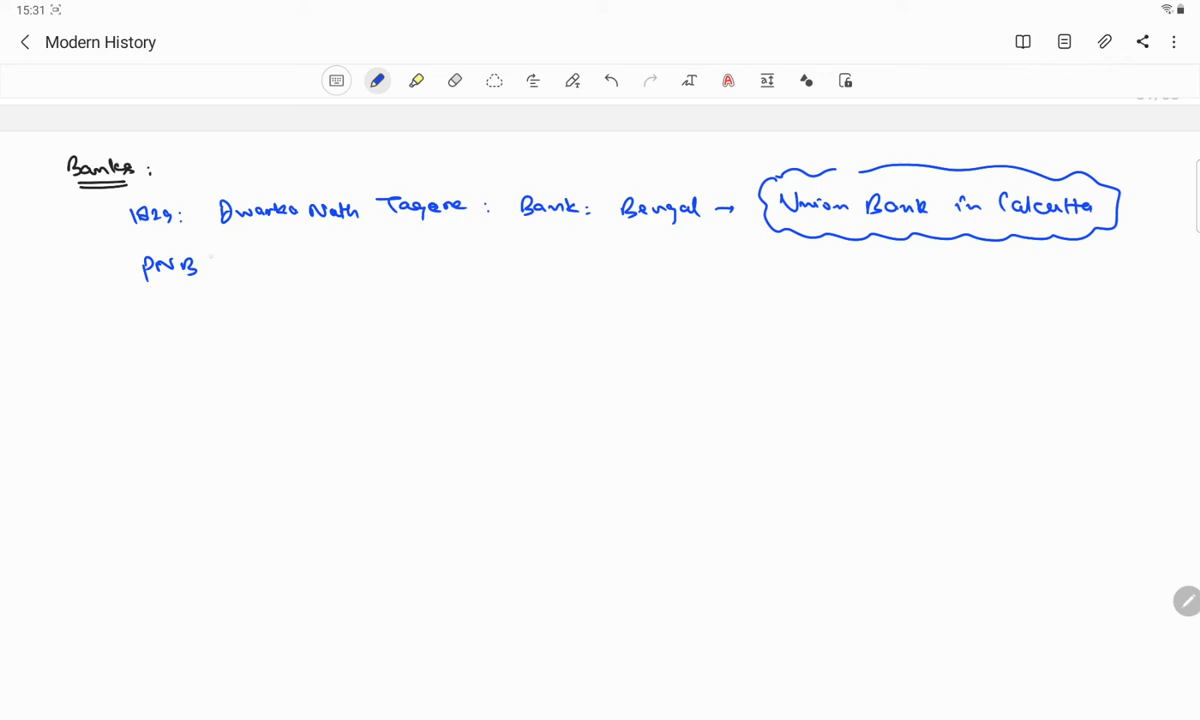 15:31
Modern History
Banks :
1829: Dwarka Nath Tagore : Bank: Bengal → Union Bank in Calcutta
PNB